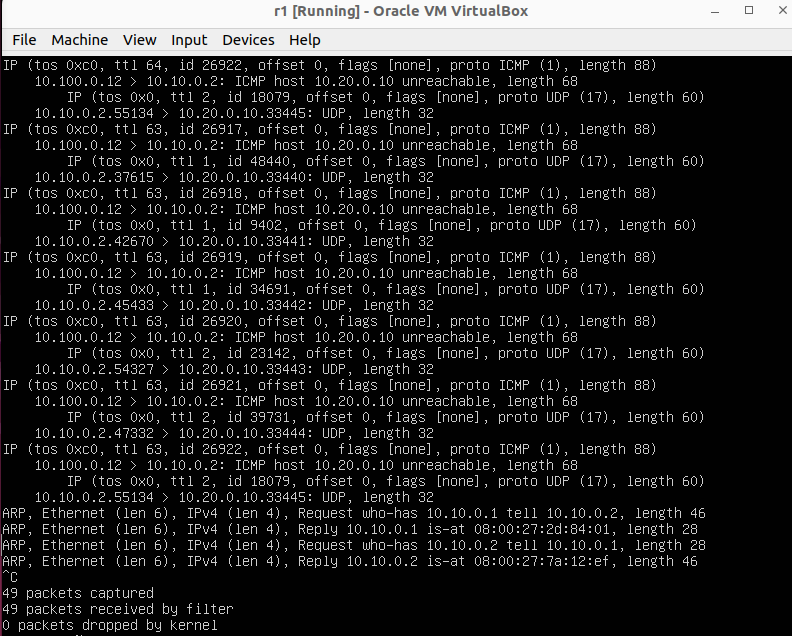 r1 [Running] - Oracle VM VirtualBox
File Machine View Input Devices Help
IP (tos 0xc0, ttl 64, id 26922, offset 0, flags [none], proto ICMP (1), length 88)
    10.100.0.12 > 10.10.0.2: ICMP host 10.20.0.10 unreachable, length 68
        IP (tos 0x0, ttl 2, id 18079, offset 0, flags [none], proto UDP (17), length 60)
    10.10.0.2.55134 > 10.20.0.10.33445: UDP, length 32
IP (tos 0xc0, ttl 63, id 26917, offset 0, flags [none], proto ICMP (1), length 88)
    10.100.0.12 > 10.10.0.2: ICMP host 10.20.0.10 unreachable, length 68
        IP (tos 0x0, ttl 1, id 48440, offset 0, flags [none], proto UDP (17), length 60)
    10.10.0.2.37615 > 10.20.0.10.33440: UDP, length 32
IP (tos 0xc0, ttl 63, id 26918, offset 0, flags [none], proto ICMP (1), length 88)
    10.100.0.12 > 10.10.0.2: ICMP host 10.20.0.10 unreachable, length 68
        IP (tos 0x0, ttl 1, id 9402, offset 0, flags [none], proto UDP (17), length 60)
    10.10.0.2.42670 > 10.20.0.10.33441: UDP, length 32
IP (tos 0xc0, ttl 63, id 26919, offset 0, flags [none], proto ICMP (1), length 88)
    10.100.0.12 > 10.10.0.2: ICMP host 10.20.0.10 unreachable, length 68
        IP (tos 0x0, ttl 1, id 34691, offset 0, flags [none], proto UDP (17), length 60)
    10.10.0.2.45433 > 10.20.0.10.33442: UDP, length 32
IP (tos 0xc0, ttl 63, id 26920, offset 0, flags [none], proto ICMP (1), length 88)
    10.100.0.12 > 10.10.0.2: ICMP host 10.20.0.10 unreachable, length 68
        IP (tos 0x0, ttl 2, id 23142, offset 0, flags [none], proto UDP (17), length 60)
    10.10.0.2.54327 > 10.20.0.10.33443: UDP, length 32
IP (tos 0xc0, ttl 63, id 26921, offset 0, flags [none], proto ICMP (1), length 88)
    10.100.0.12 > 10.10.0.2: ICMP host 10.20.0.10 unreachable, length 68
        IP (tos 0x0, ttl 2, id 39731, offset 0, flags [none], proto UDP (17), length 60)
    10.10.0.2.47332 > 10.20.0.10.33444: UDP, length 32
IP (tos 0xc0, ttl 63, id 26922, offset 0, flags [none], proto ICMP (1), length 88)
    10.100.0.12 > 10.10.0.2: ICMP host 10.20.0.10 unreachable, length 68
        IP (tos 0x0, ttl 2, id 18079, offset 0, flags [none], proto UDP (17), length 60)
    10.10.0.2.55134 > 10.20.0.10.33445: UDP, length 32
ARP, Ethernet (len 6), IPv4 (len 4), Request who-has 10.10.0.1 tell 10.10.0.2, length 46
ARP, Ethernet (len 6), IPv4 (len 4), Reply 10.10.0.1 is-at 08:00:27:2d:84:01, length 28
ARP, Ethernet (len 6), IPv4 (len 4), Request who-has 10.10.0.2 tell 10.10.0.1, length 28
ARP, Ethernet (len 6), IPv4 (len 4), Reply 10.10.0.2 is-at 08:00:27:7a:12:ef, length 46
^C
49 packets captured
49 packets received by filter
0 packets dropped by kernel